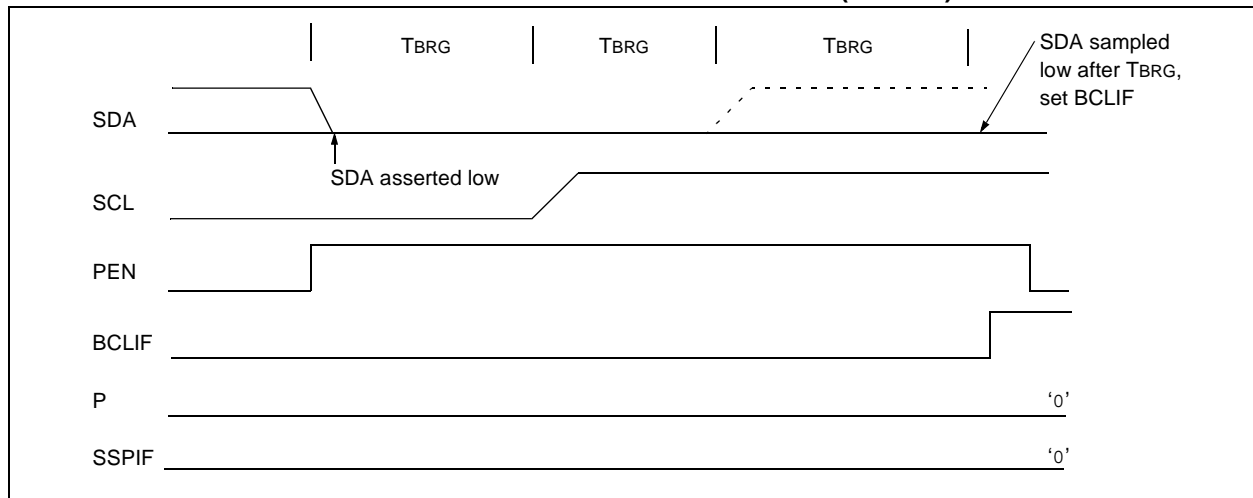 TBRG TBRG TBRG
SDA sampled
low after TBRG,
set BCLIF
SDA
SDA asserted low
SCL
PEN
BCLIF
P ‘0’
SSPIF ‘0’